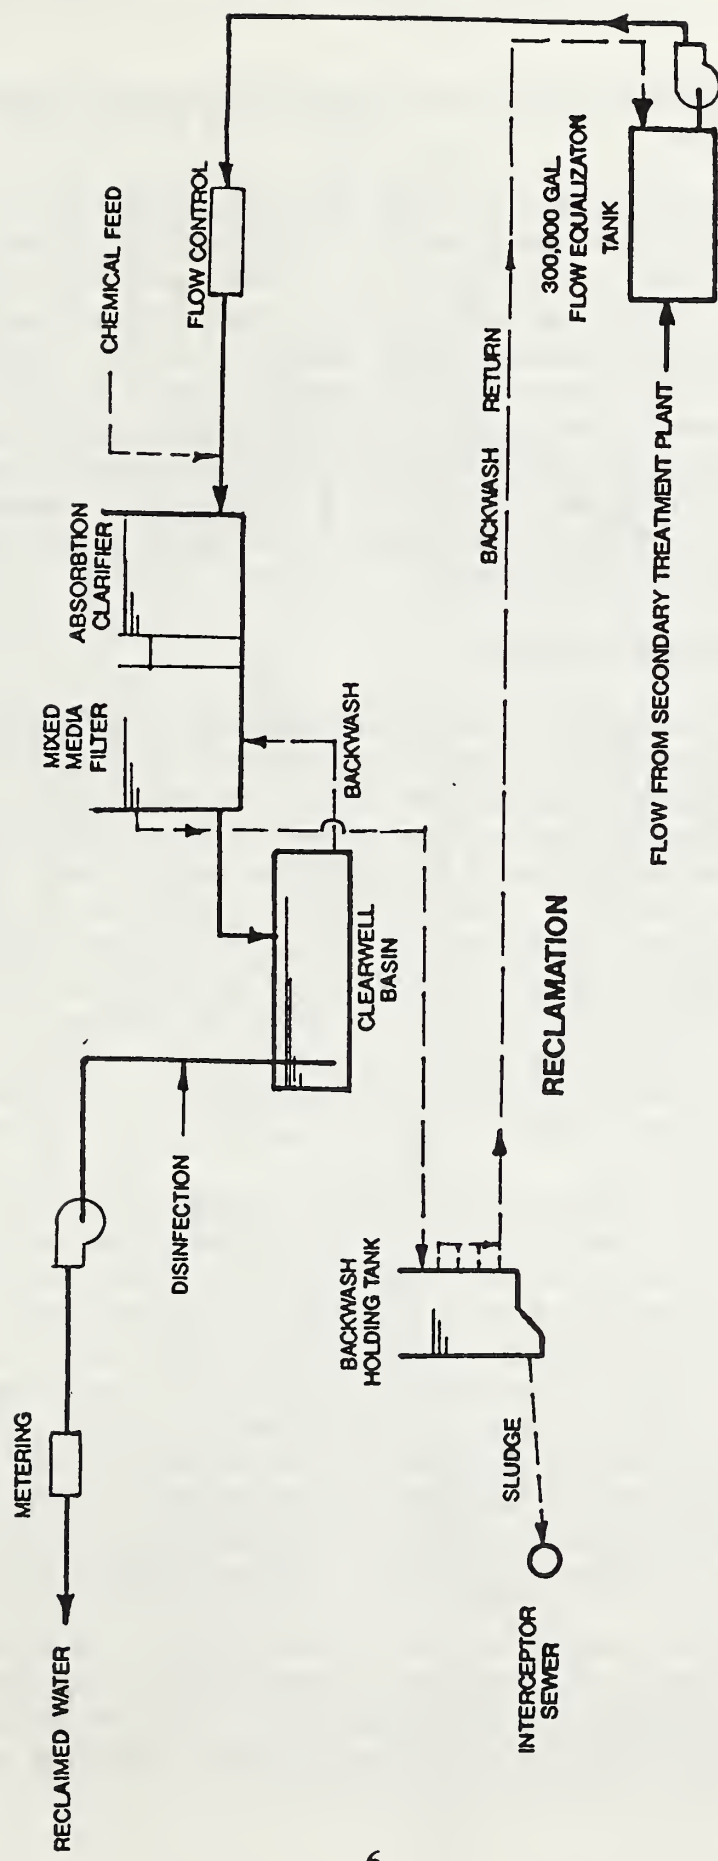 RECLAIMED WATER
METERING
DISINFECTION
MIXED
MEDIA
FILTER
ABSORBTION
CLARIFIER
CHEMICAL FEED
FLOW CONTROL
CLEARWELL
BASIN
BACKWASH
INTERCEPTOR
SEWER
SLUDGE
BACKWASH
HOLDING TANK
BACKWASH RETURN
300,000 GAL
FLOW EQUALIZATON
TANK
FLOW FROM SECONDARY TREATMENT PLANT
RECLAMATION
6